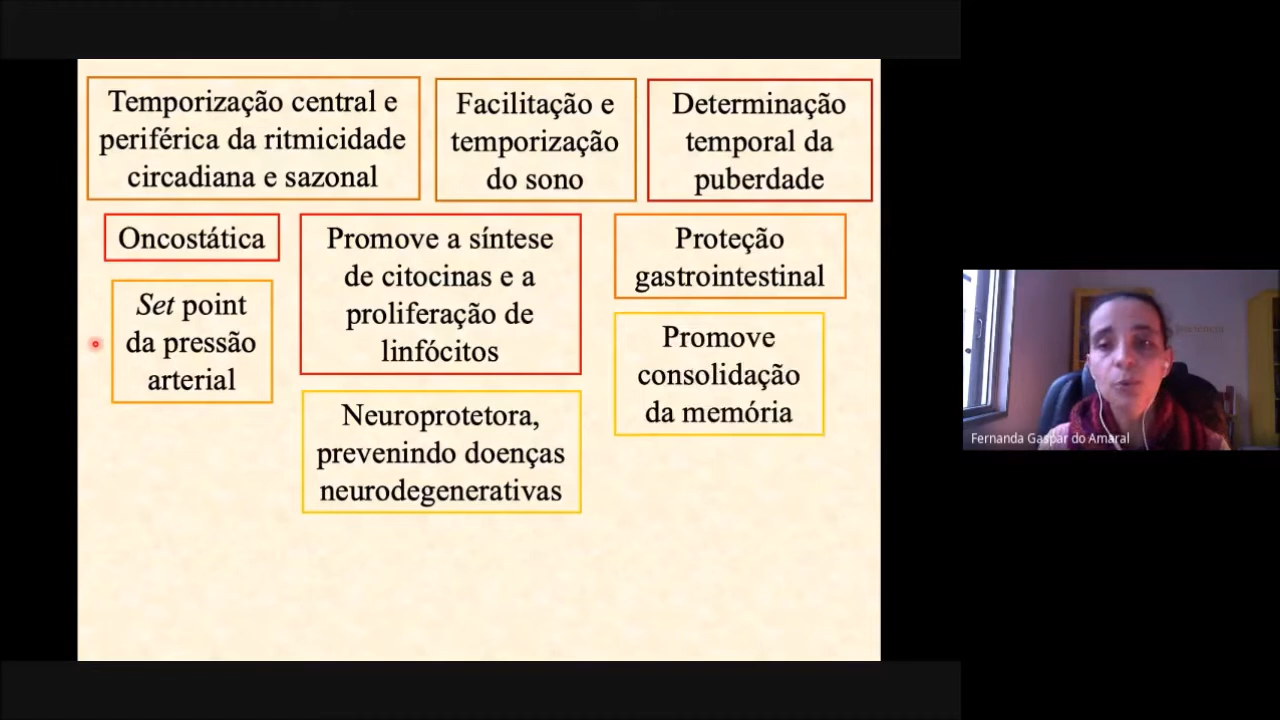 Temporização central e
periférica da ritmicidade
circadiana e sazonal
Facilitação e
temporização
do sono
Determinação
temporal da
puberdade
Oncostática
Promove a síntese
de citocinas e a
proliferação de
linfócitos
Proteção
gastrointestinal
Set point
da pressão
arterial
Promove
consolidação
da memória
Neuroprotetora,
prevenindo doenças
neurodegenerativas
Fernanda Gaspar do Amaral